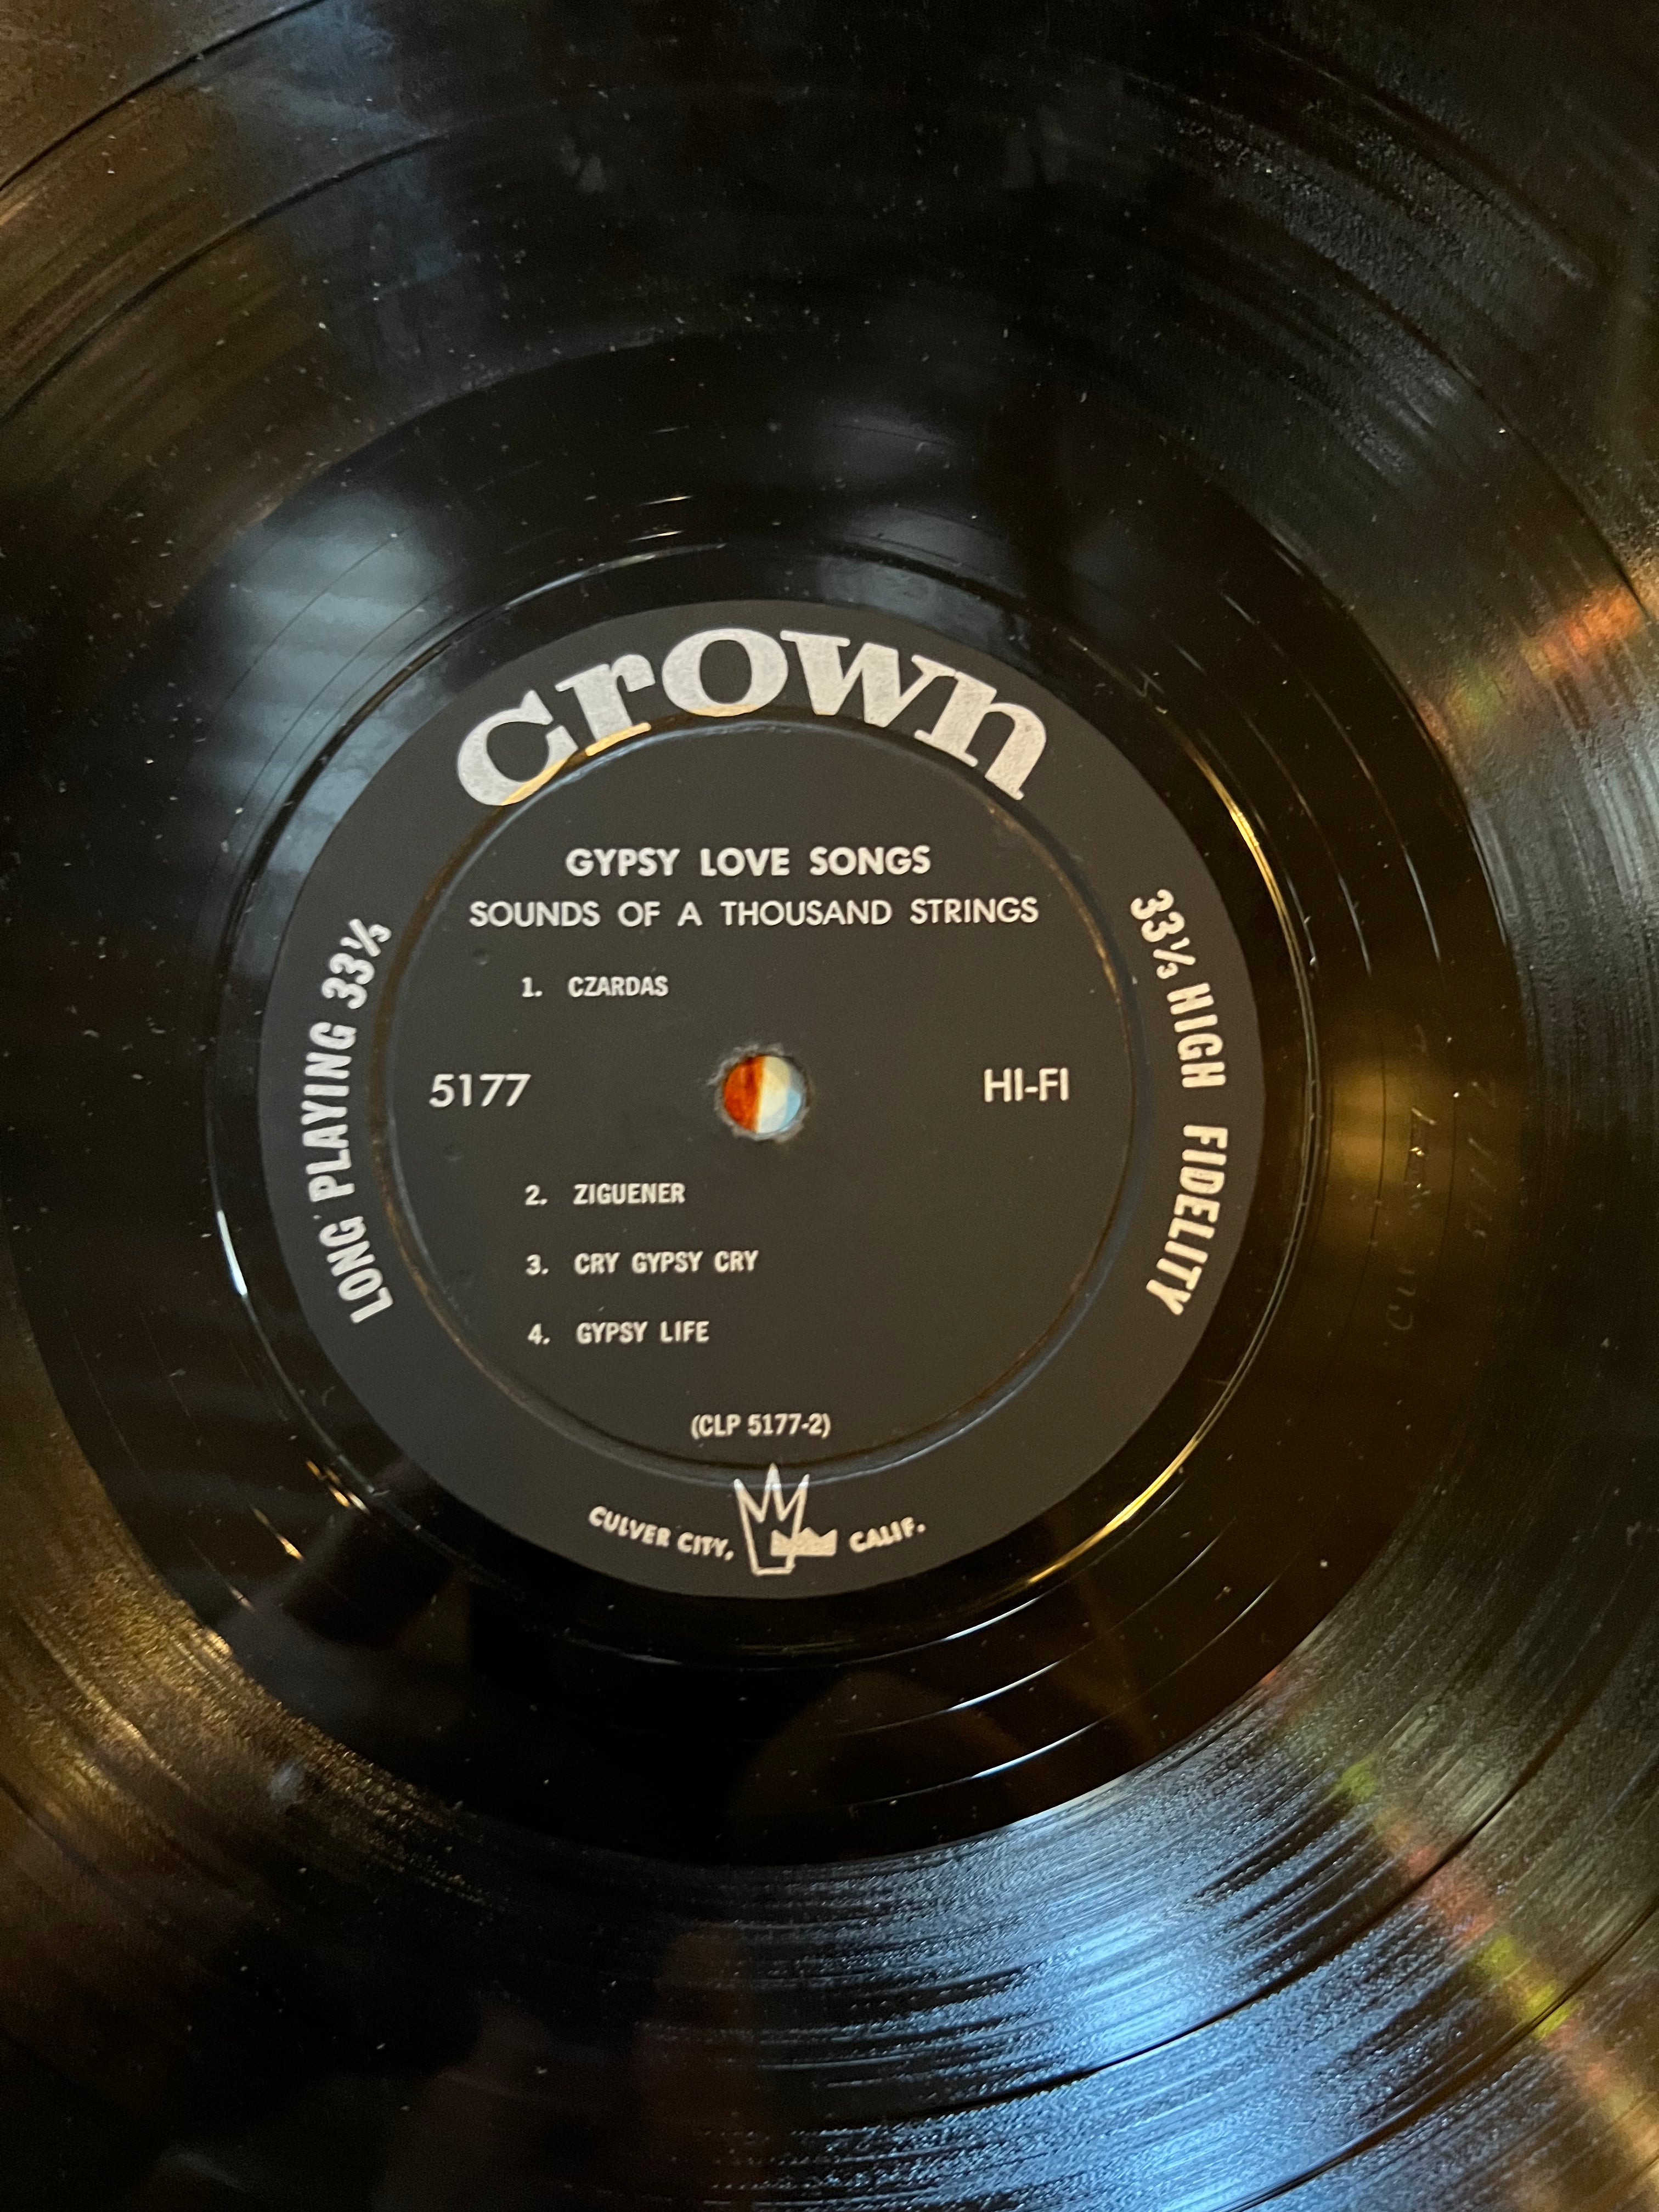 crown
GYPSY LOVE SONGS
SOUNDS OF A THOUSAND STRINGS
1. CZARDAS
5177
HI-FI
2. ZIGUENER
3. CRY GYPSY CRY
4. GYPSY LIFE
(CLP 5177-2)
LONG PLAYING 33⅓
33⅓ HIGH FIDELITY
CULVER CITY, CALIF.